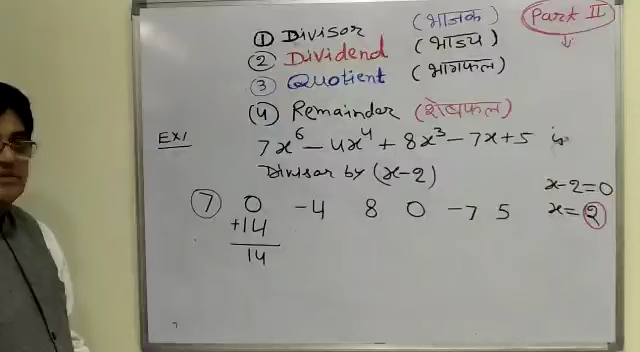 Part II
① Divisor (भाजक)
② Dividend (भाज्य)
③ Quotient (भागफल)
(4) Remainder (शेषफल)
EX1 7x⁶ - 4x⁴ + 8x³ - 7x + 5 is
Divisor by (x-2)
x-2=0
x=2
7 0 -4 8 0 -7 5
+14
14